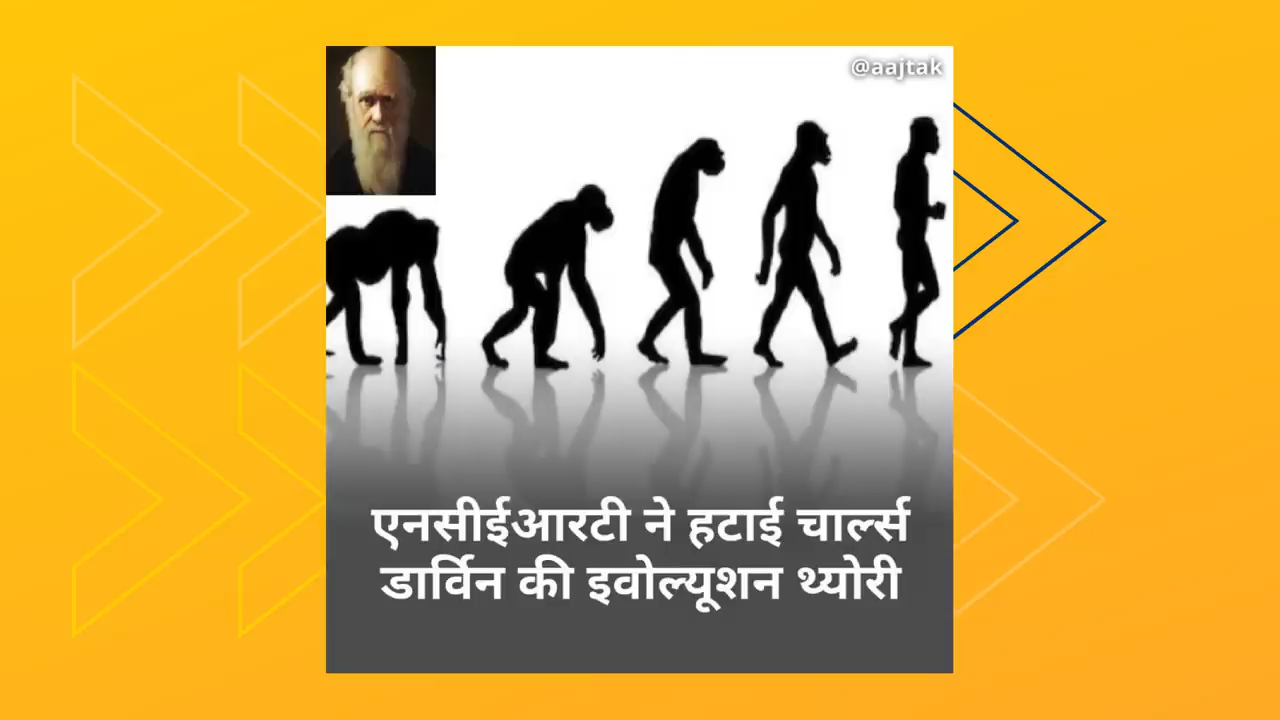 @aajtak
एनसीईआरटी ने हटाई चार्ल्स
डार्विन की इवोल्यूशन थ्योरी